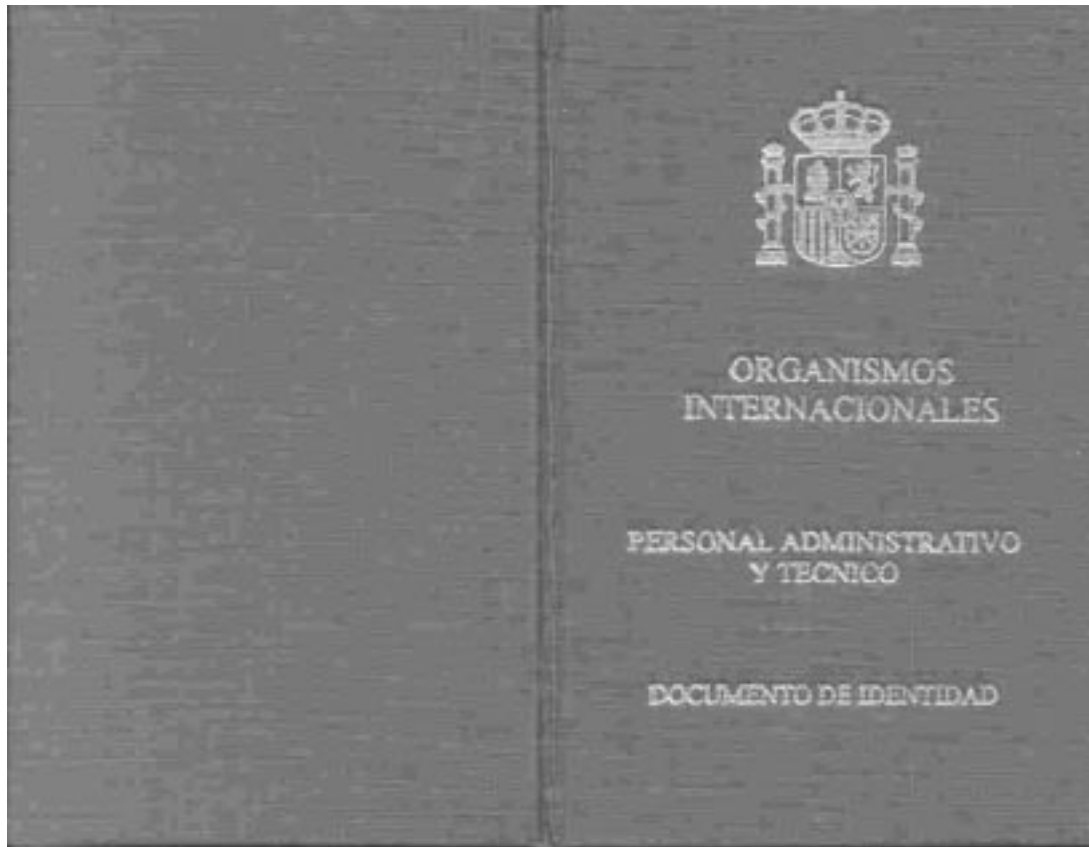 ORGANISMOS
INTERNACIONALES
PERSONAL ADMINISTRATIVO
Y TECNICO
DOCUMENTO DE IDENTIDAD